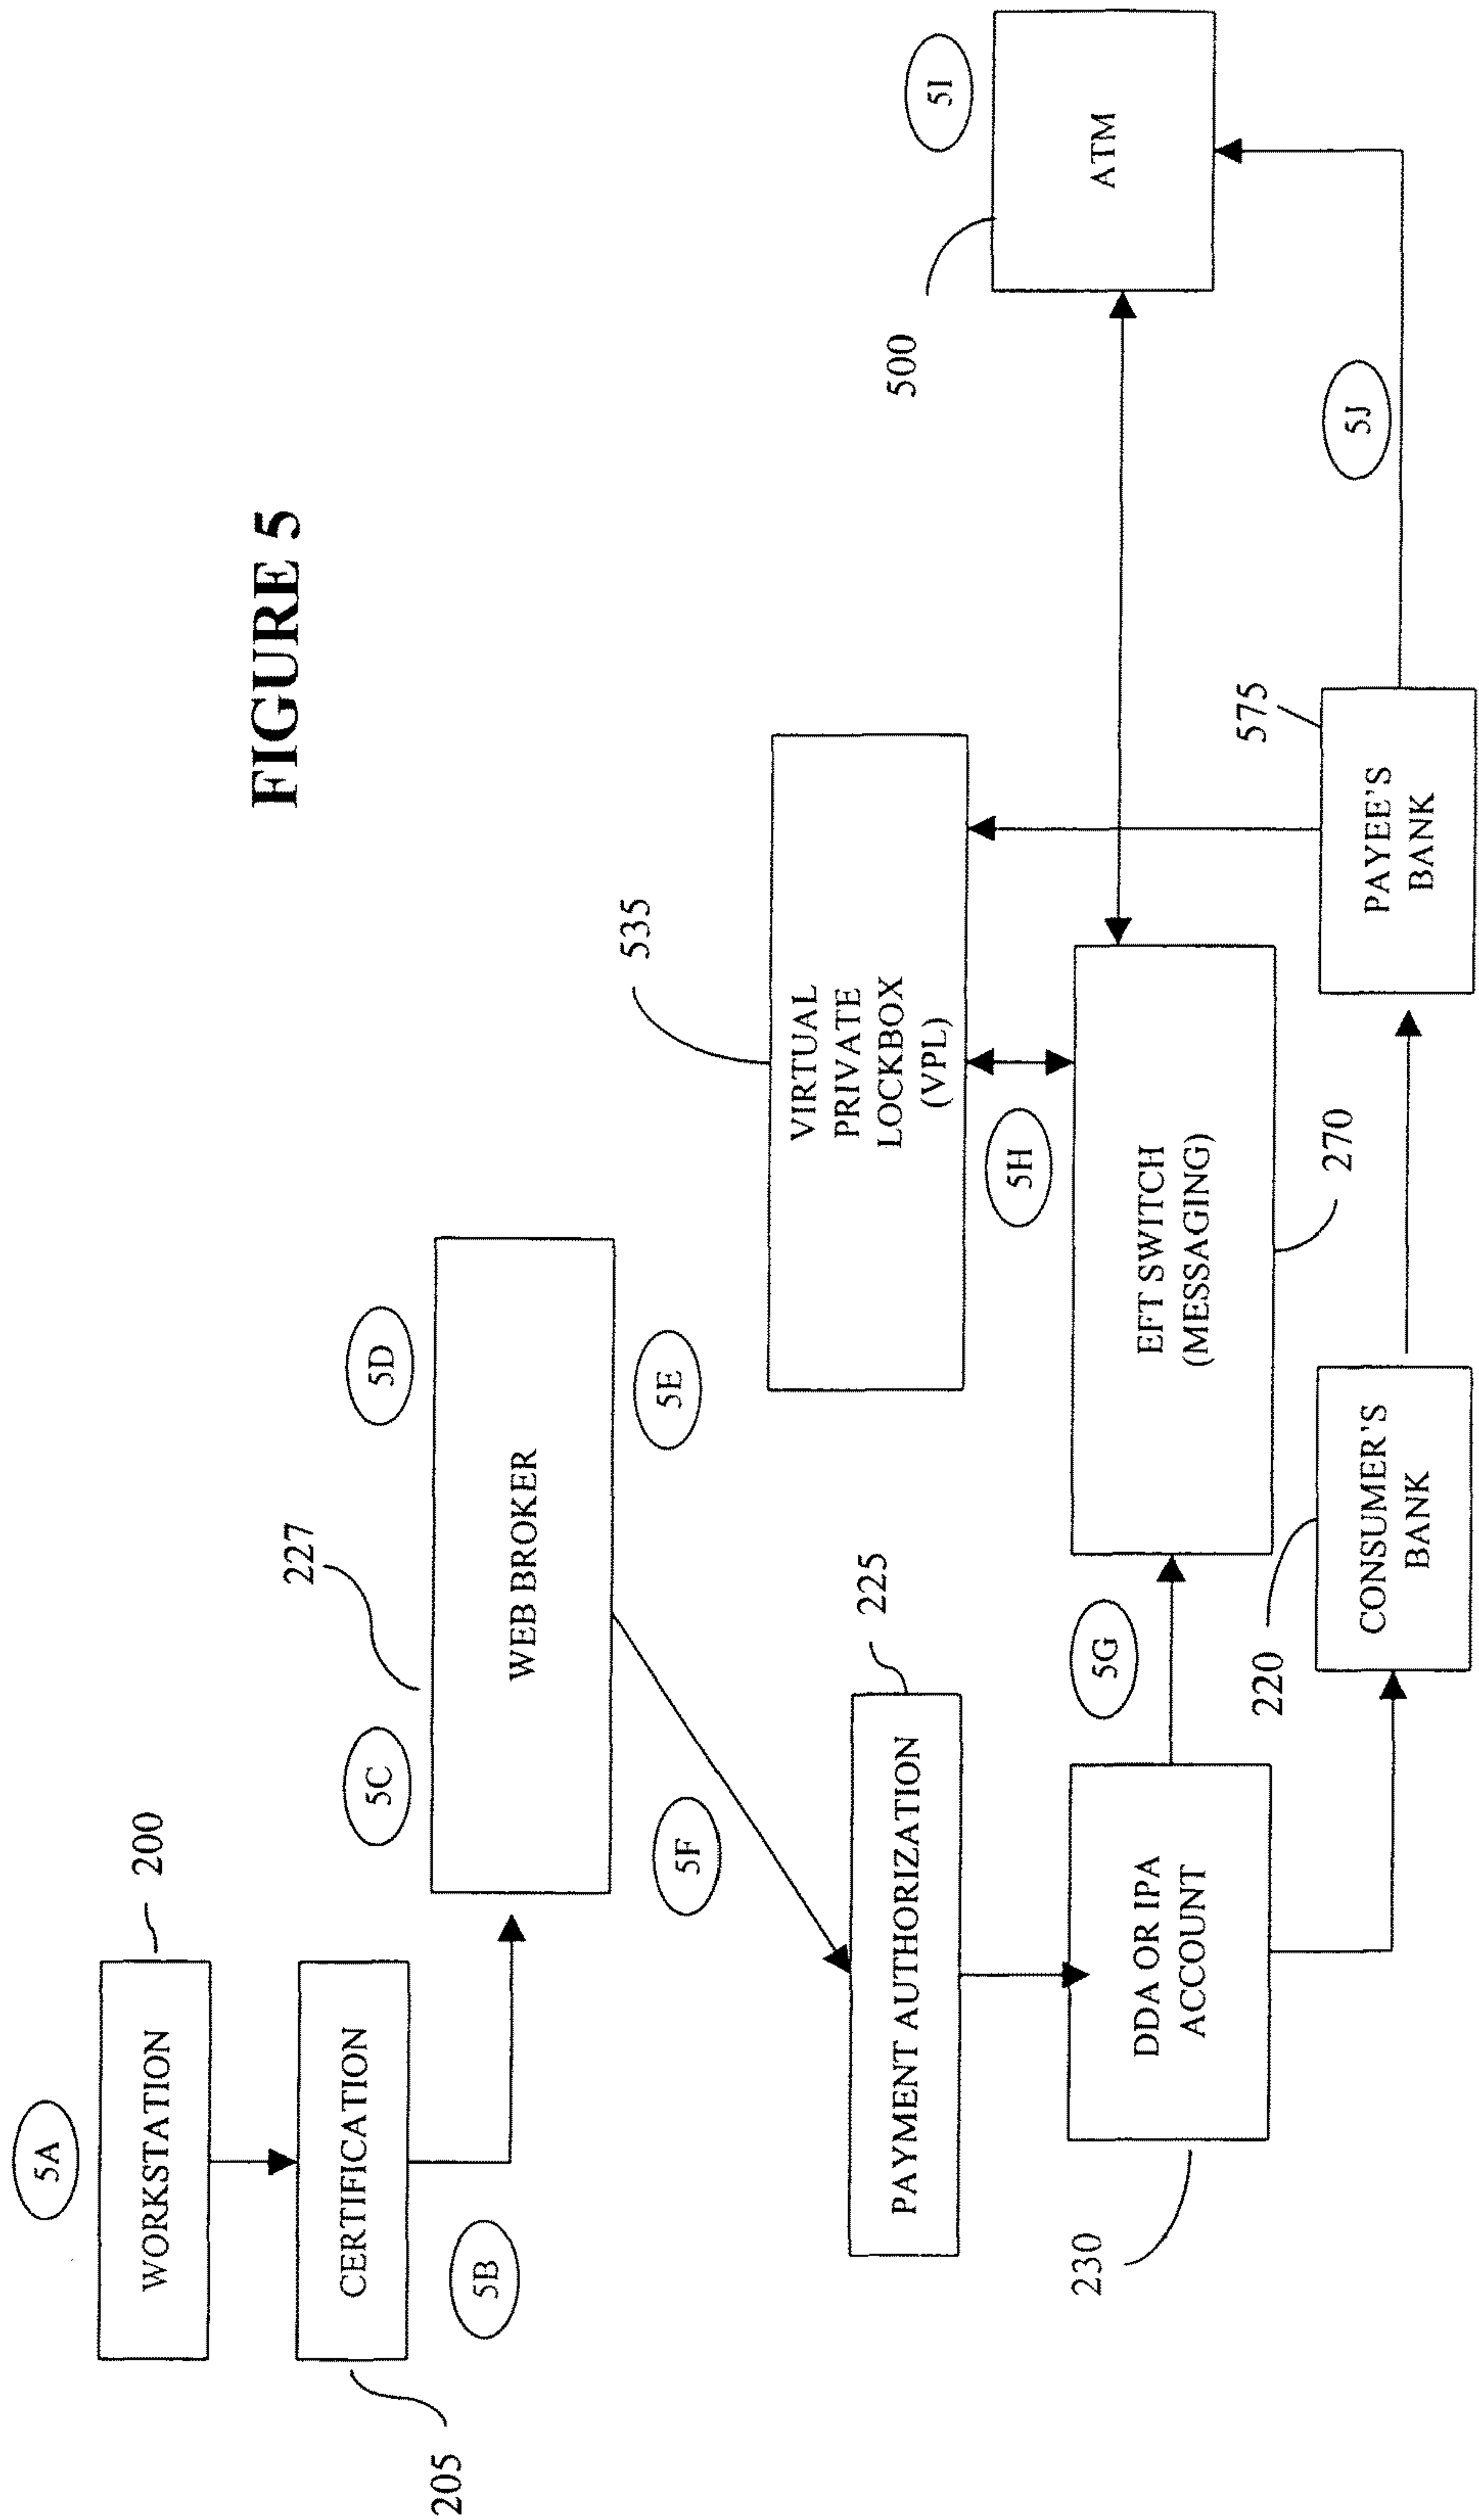 FIGURE 5
5A
WORKSTATION
200
CERTIFICATION
205
5B
5C
227
5D
WEB BROKER
5E
5F
535
VIRTUAL
PRIVATE
LOCKBOX
(VPL)
5H
PAYMENT AUTHORIZATION
225
5I
500
ATM
230
DDA OR IPA
ACCOUNT
5G
EFT SWITCH
(MESSAGING)
270
220
CONSUMER'S
BANK
575
PAYEE'S
BANK
5J